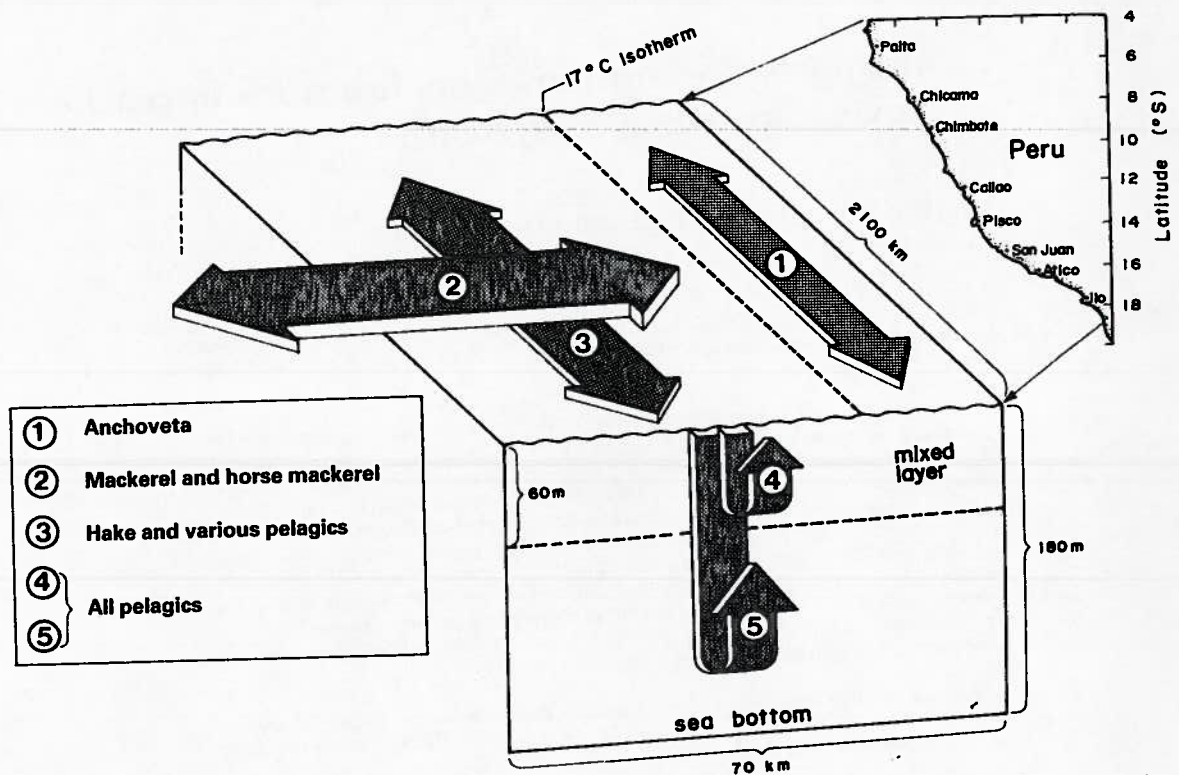 17°C Isotherm
4
Paita
6
Chicama
8
Chimbote
10
Peru
Latitude (°S)
12
Callao
Pisco
14
San Juan
16
Atico
Ilo
18
2100 km
1
2
3
1 Anchoveta
2 Mackerel and horse mackerel
3 Hake and various pelagics
4
5
All pelagics
mixed
layer
60m
4
180m
5
sea bottom
70 km